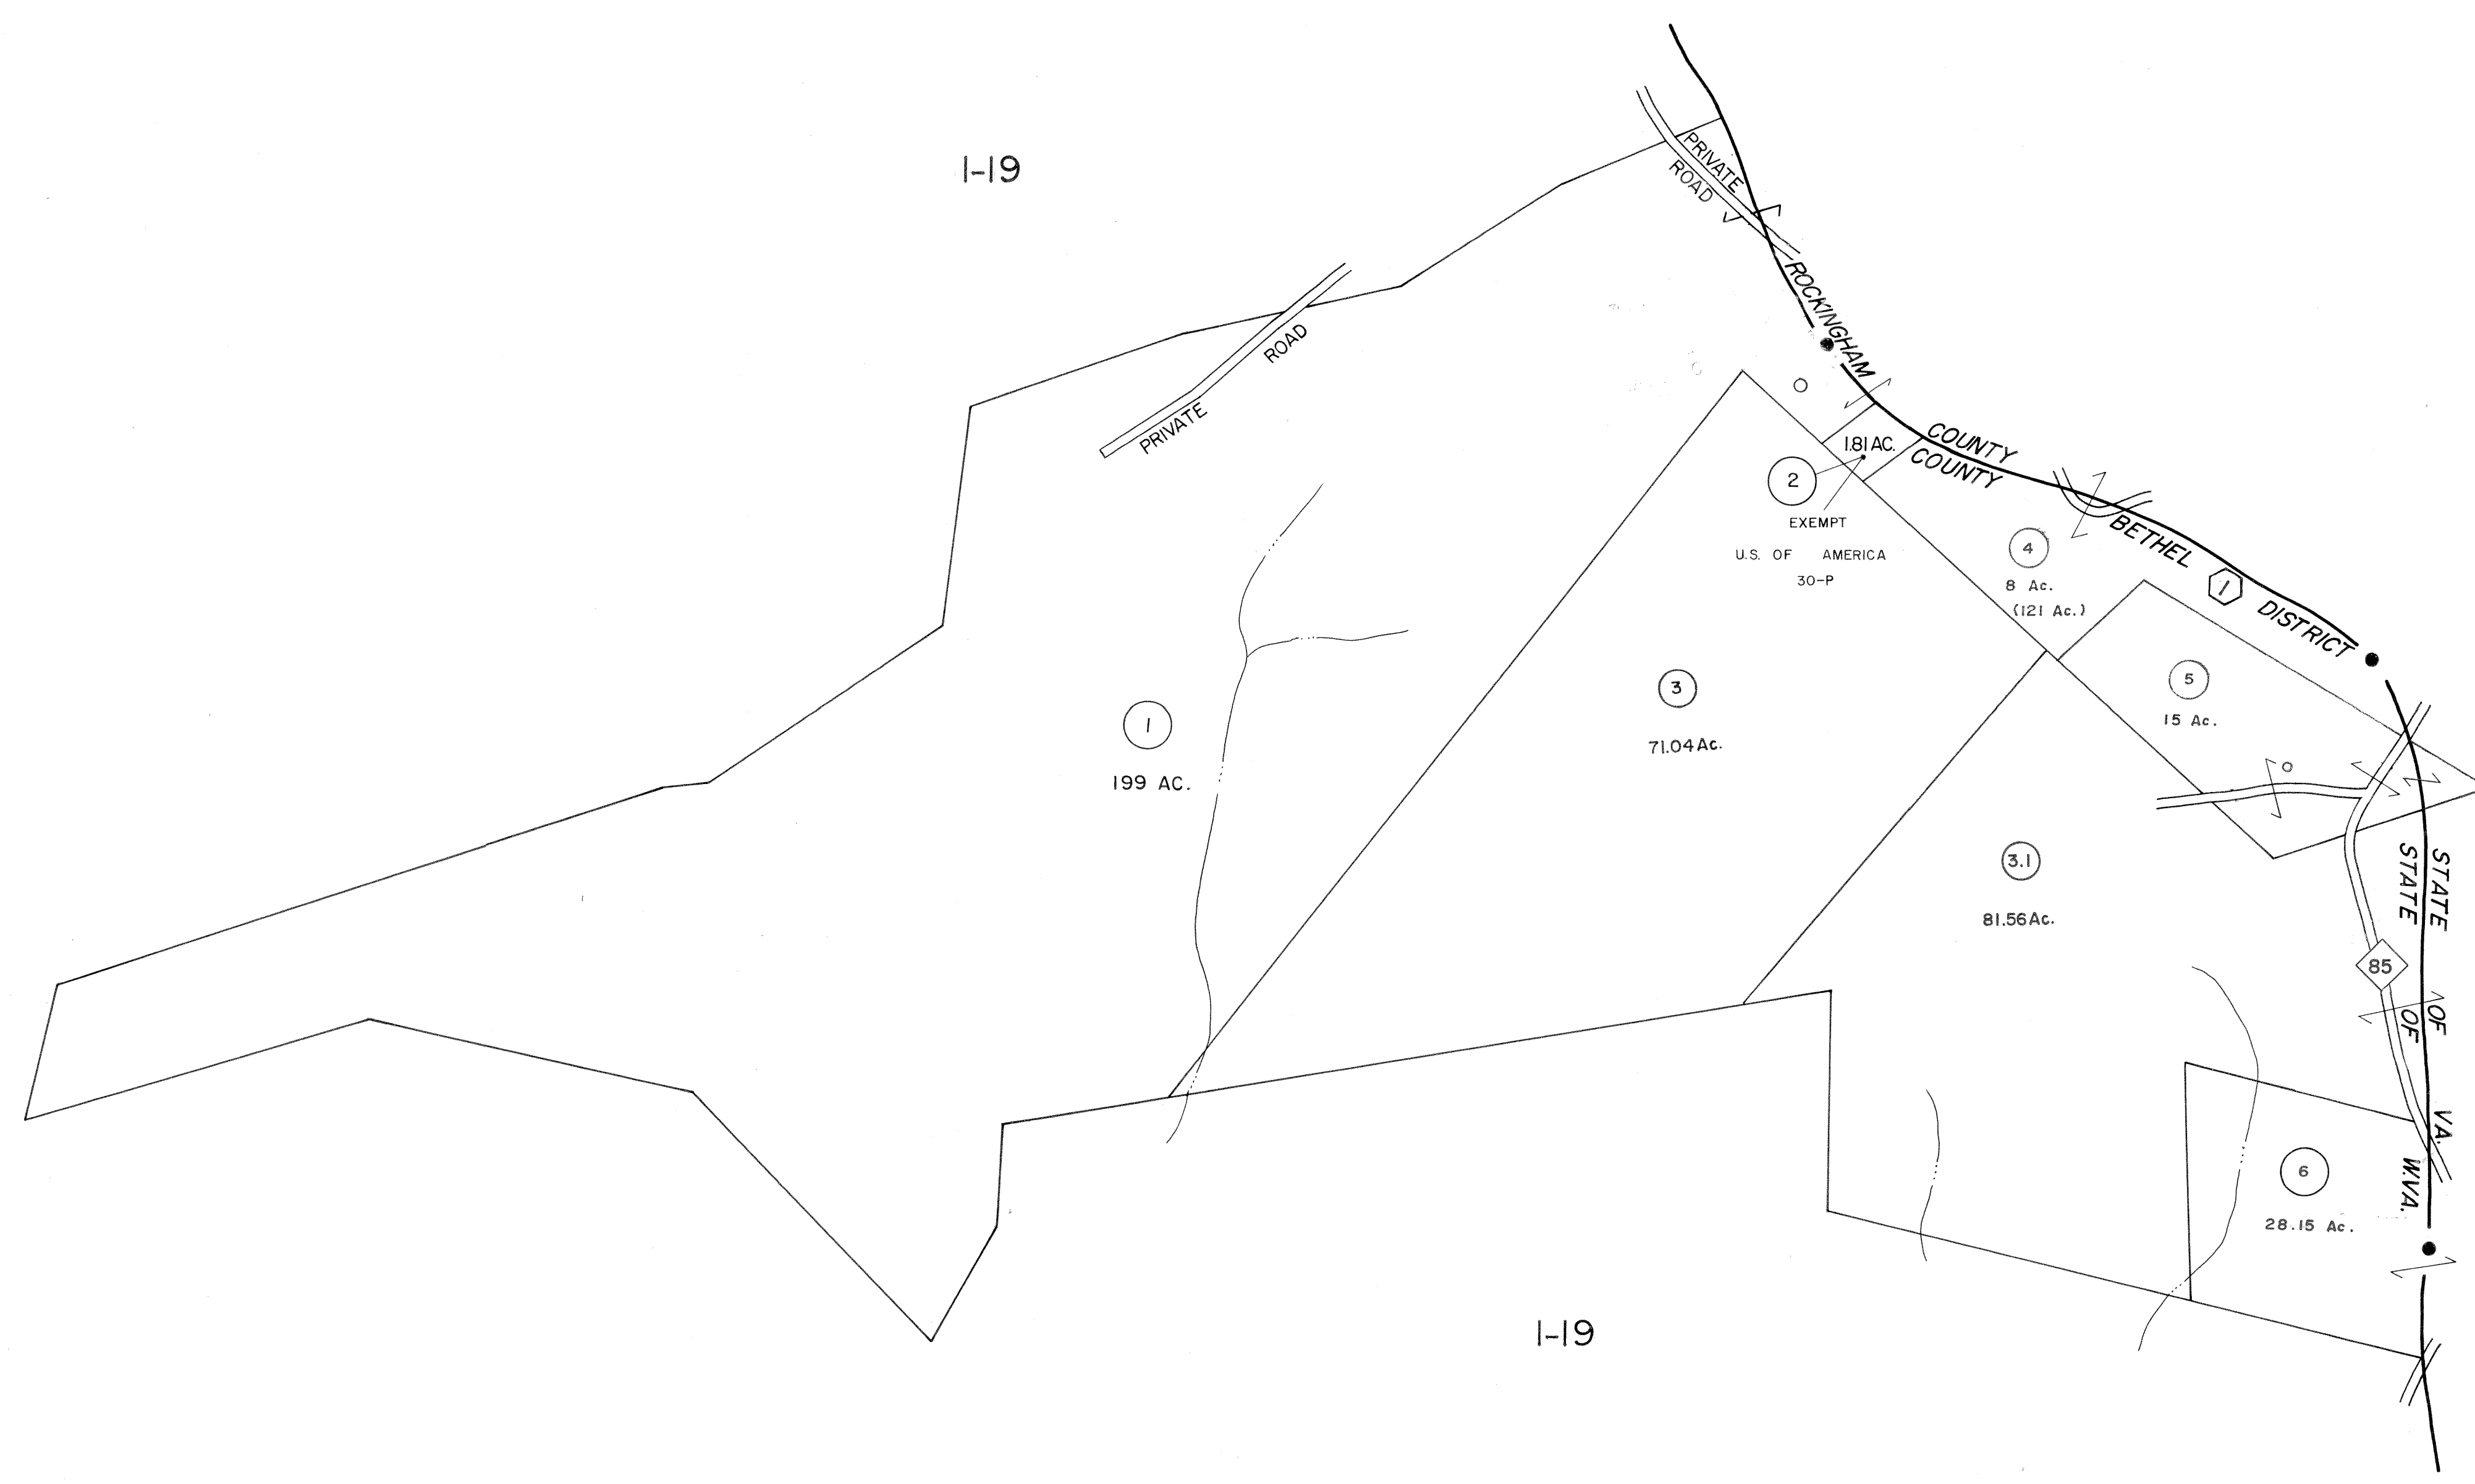 1-19
PRIVATE
ROAD
ROCKINGHAM
PRIVATE
ROAD
1.81 AC.
COUNTY
COUNTY
2
EXEMPT
U.S. OF AMERICA
30-P
4
8 Ac.
(121 Ac.)
BETHEL
1
DISTRICT
5
15 Ac.
3
71.04 Ac.
1
199 AC.
3.1
81.56 Ac.
STATE OF VA.
STATE OF W.VA.
85
6
28.15 Ac.
1-19